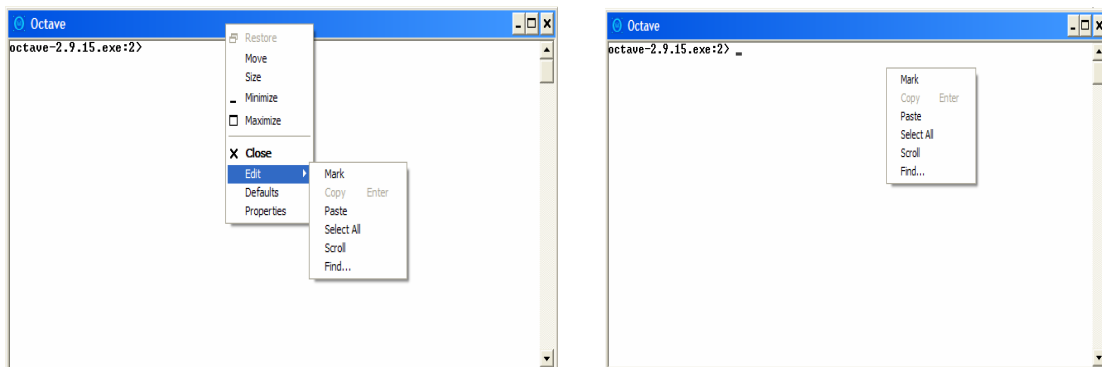 Octave
octave-2.9.15.exe:2>
Restore
Move
Size
Minimize
Maximize
Close
Edit
Defaults
Properties
Mark
Copy Enter
Paste
Select All
Scroll
Find...
Octave
octave-2.9.15.exe:2> _
Mark
Copy Enter
Paste
Select All
Scroll
Find...